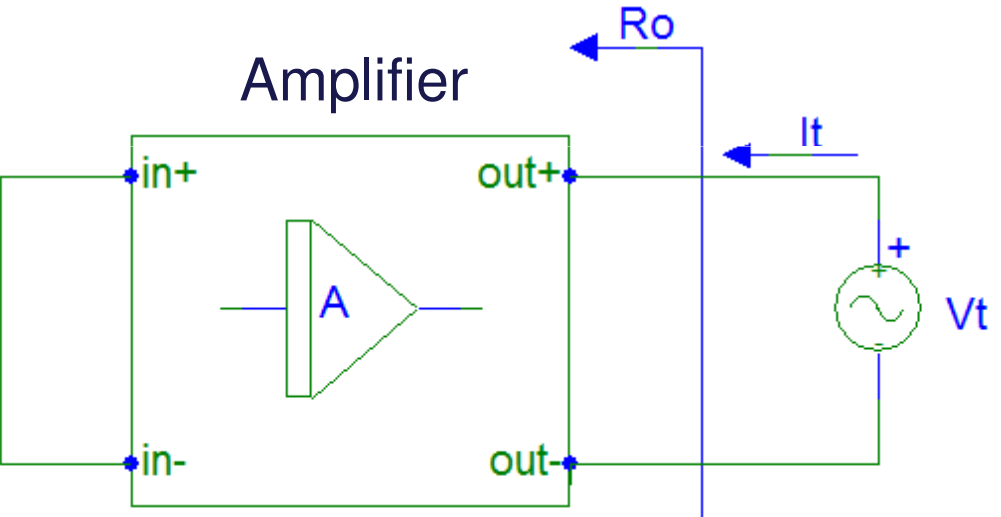 Ro
Amplifier
It
in+
out+
+
A
+
Vt
-
in-
out-